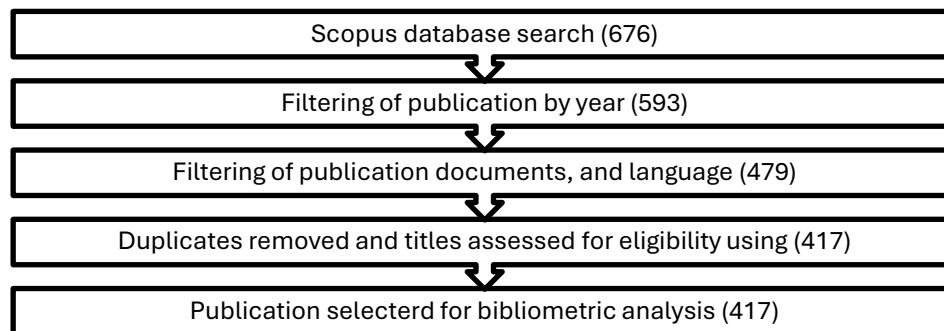 Scopus database search (676)
Filtering of publication by year (593)
Filtering of publication documents, and language (479)
Duplicates removed and titles assessed for eligibility using (417)
Publication selecterd for bibliometric analysis (417)